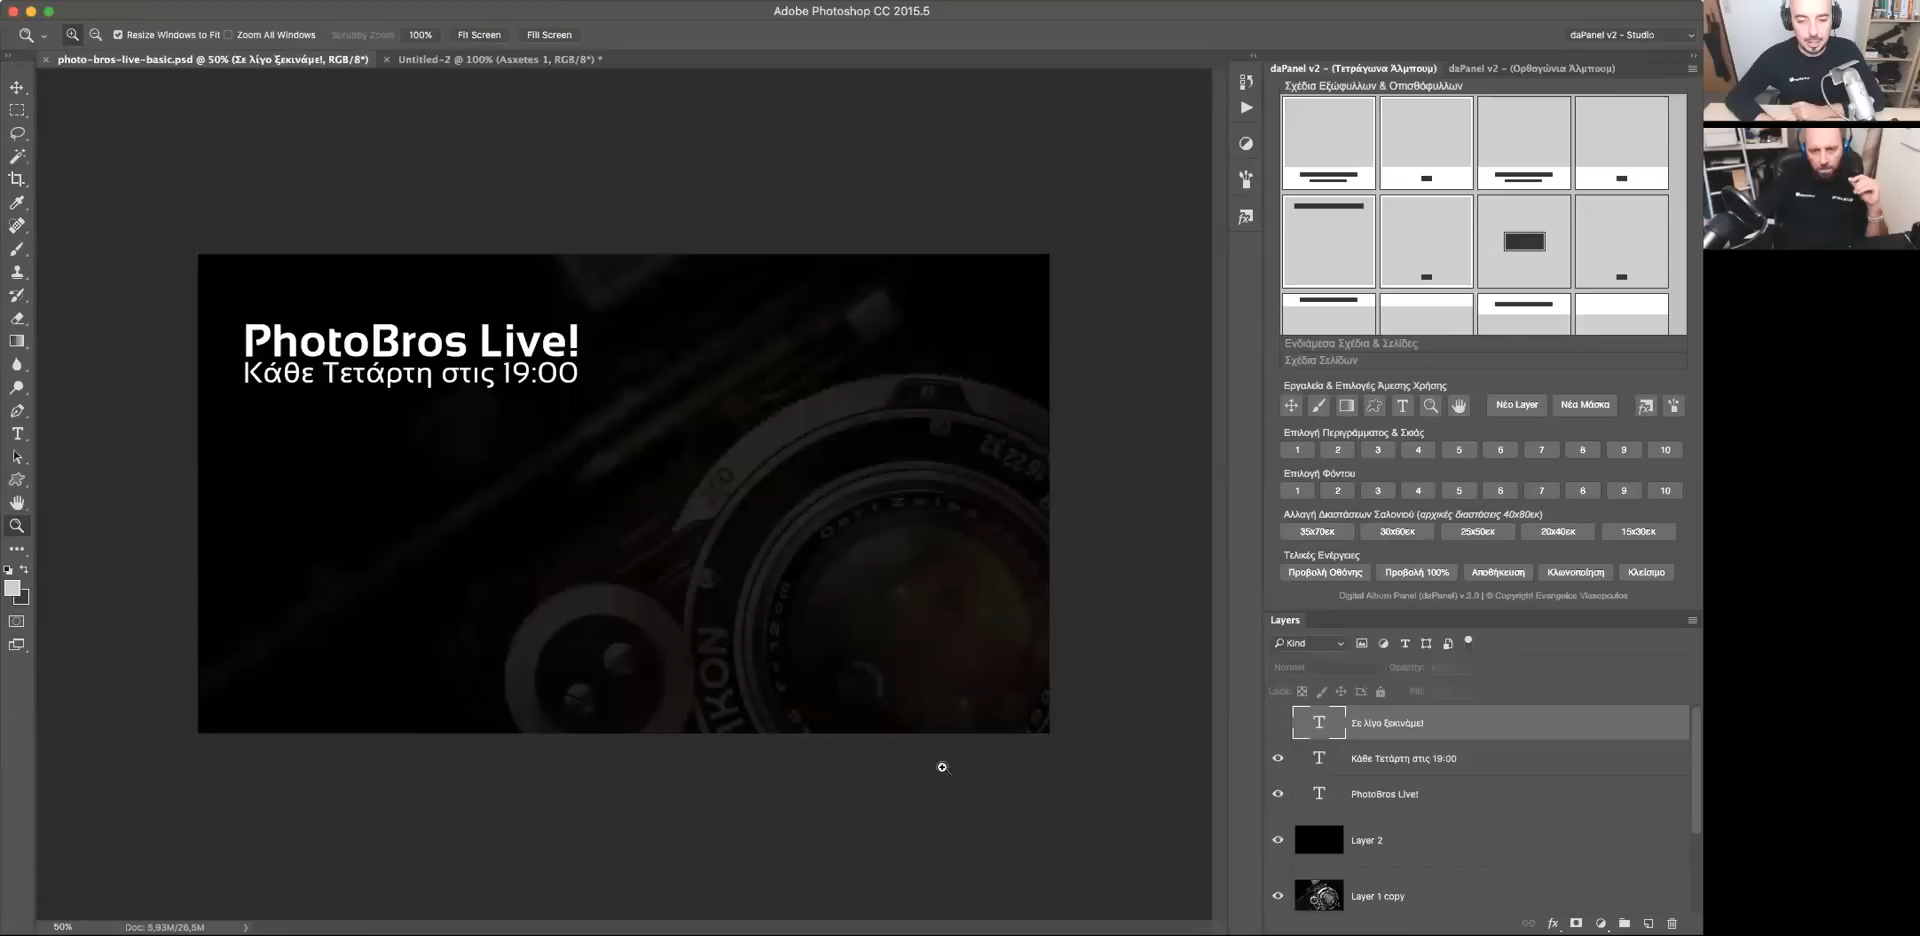 Adobe Photoshop CC 2015.5
Resize Windows to Fit
Zoom All Windows
Scrubby Zoom
100%
Fit Screen
Fill Screen
daPanel v2 - Studio
photo-bros-live-basic.psd @ 50% (Σε λίγο ξεκινάμε!, RGB/8*)
Untitled-2 @ 100% (Asxetes 1, RGB/8*) *
daPanel v2 - (Τετράγωνα Άλμπουμ)
daPanel v2 - (Ορθογώνια Άλμπουμ)
Σχέδια Εξώφυλλων & Οπισθόφυλλων
PhotoBros Live!
Κάθε Τετάρτη στις 19:00
Ενδιάμεσα Σχέδια & Σελίδες
Σχέδια Σελίδων
Εργαλεία & Επιλογές Άμεσης Χρήσης
Νέο Layer
Νέα Μάσκα
Επιλογή Περιγράμματος & Σκιάς
1 2 3 4 5 6 7 8 9 10
Επιλογή Φόντου
1 2 3 4 5 6 7 8 9 10
Αλλαγή Διαστάσεων Σαλονιού (αρχικές διαστάσεις 40x80εκ)
35x70εκ 30x60εκ 25x50εκ 20x40εκ 15x30εκ
Τελικές Ενέργειες
Προβολή Οθόνης
Προβολή 100%
Αποθήκευση
Κλωνοποίηση
Κλείσιμο
Digital Album Panel (daPanel) v.2.0 | © Copyright Evangelos Vlasopoulos
Layers
Kind
Normal
Opacity:
Lock:
Fill:
Σε λίγο ξεκινάμε!
Κάθε Τετάρτη στις 19:00
PhotoBros Live!
Layer 2
Layer 1 copy
50%
Doc: 5,93M/26,5M